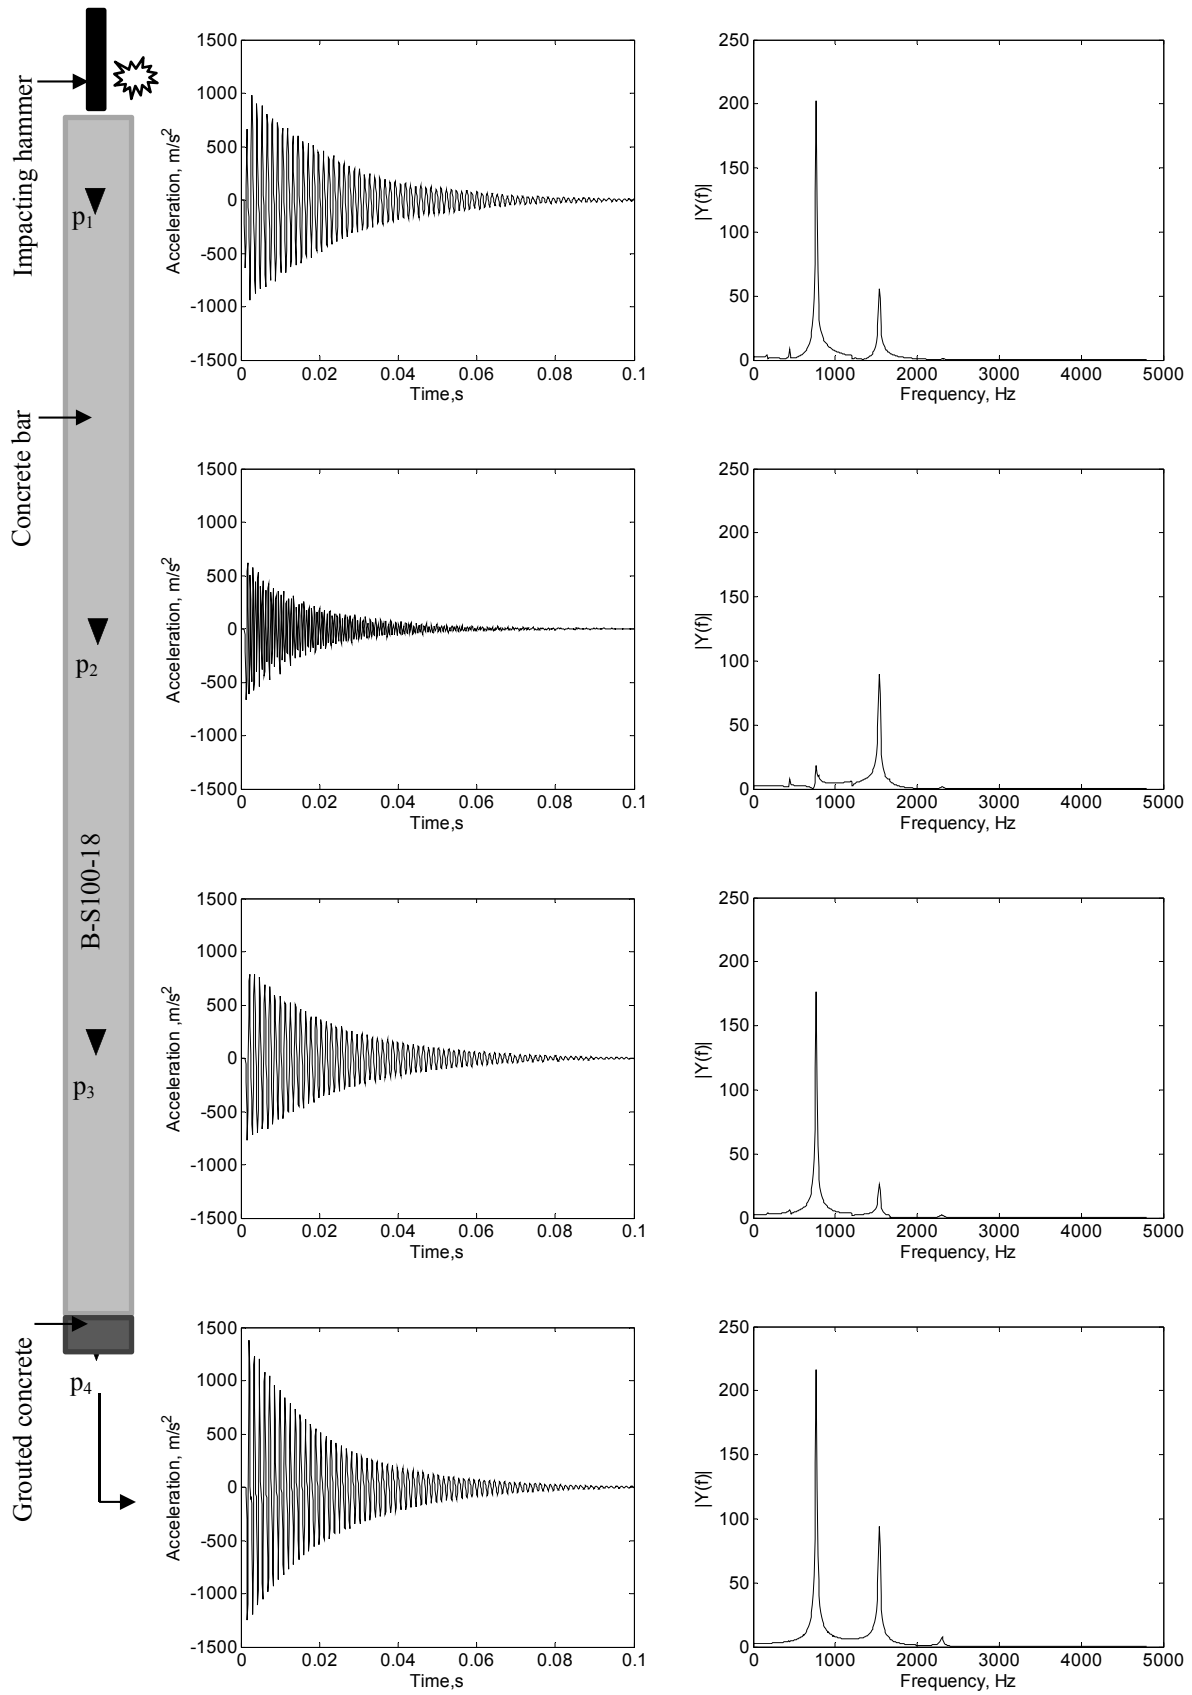 Impacting hammer
p1
Concrete bar
p2
B-S100-18
p3
Grouted concrete
p4
1500
1000
500
0
-500
-1000
-1500
Acceleration, m/s2
0 0.02 0.04 0.06 0.08 0.1
Time,s
250
200
150
100
50
0
|Y(f)|
0 1000 2000 3000 4000 5000
Frequency, Hz
1500
1000
500
0
-500
-1000
-1500
Acceleration, m/s2
0 0.02 0.04 0.06 0.08 0.1
Time,s
250
200
150
100
50
0
|Y(f)|
0 1000 2000 3000 4000 5000
Frequency, Hz
1500
1000
500
0
-500
-1000
-1500
Acceleration ,m/s2
0 0.02 0.04 0.06 0.08 0.1
Time,s
250
200
150
100
50
0
|Y(f)|
0 1000 2000 3000 4000 5000
Frequency, Hz
1500
1000
500
0
-500
-1000
-1500
Acceleration, m/s2
0 0.02 0.04 0.06 0.08 0.1
Time,s
250
200
150
100
50
0
|Y(f)|
0 1000 2000 3000 4000 5000
Frequency, Hz